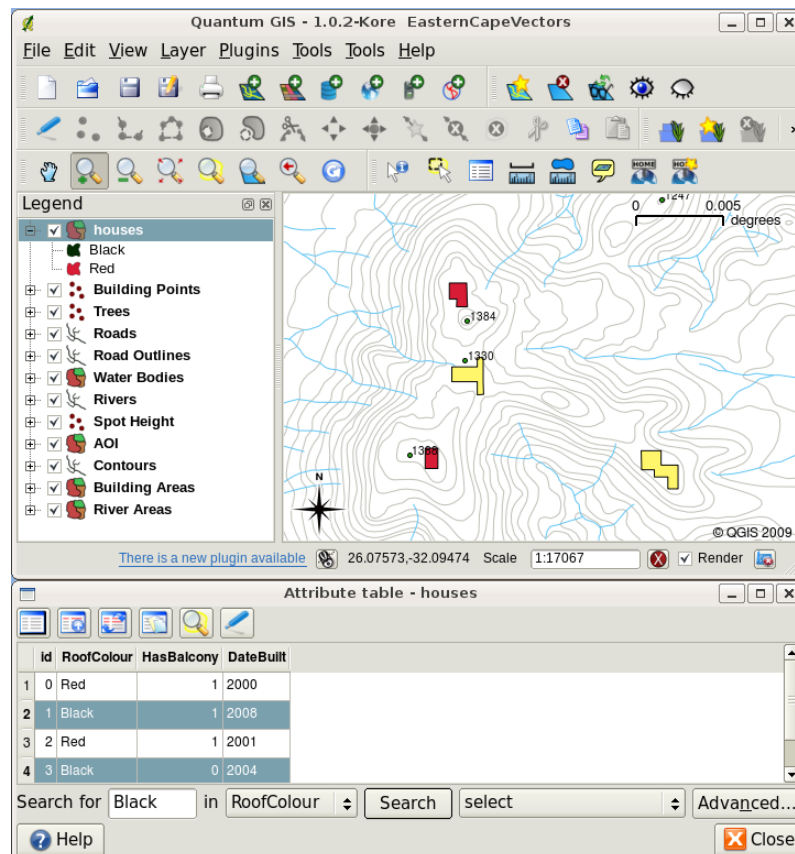 Quantum GIS - 1.0.2-Kore EasternCapeVectors
File Edit View Layer Plugins Tools Tools Help
HOME HO
Legend
houses
Black
Red
Building Points
Trees
Roads
Road Outlines
Water Bodies
Rivers
Spot Height
AOI
Contours
Building Areas
River Areas
1247
0 0.005
degrees
1384
1330
1388
N
© QGIS 2009
There is a new plugin available 26.07573,-32.09474 Scale 1:17067 Render
Attribute table - houses
id RoofColour HasBalcony DateBuilt
1 0 Red 1 2000
2 1 Black 1 2008
3 2 Red 1 2001
4 3 Black 0 2004
Search for Black in RoofColour Search select Advanced...
Help Close